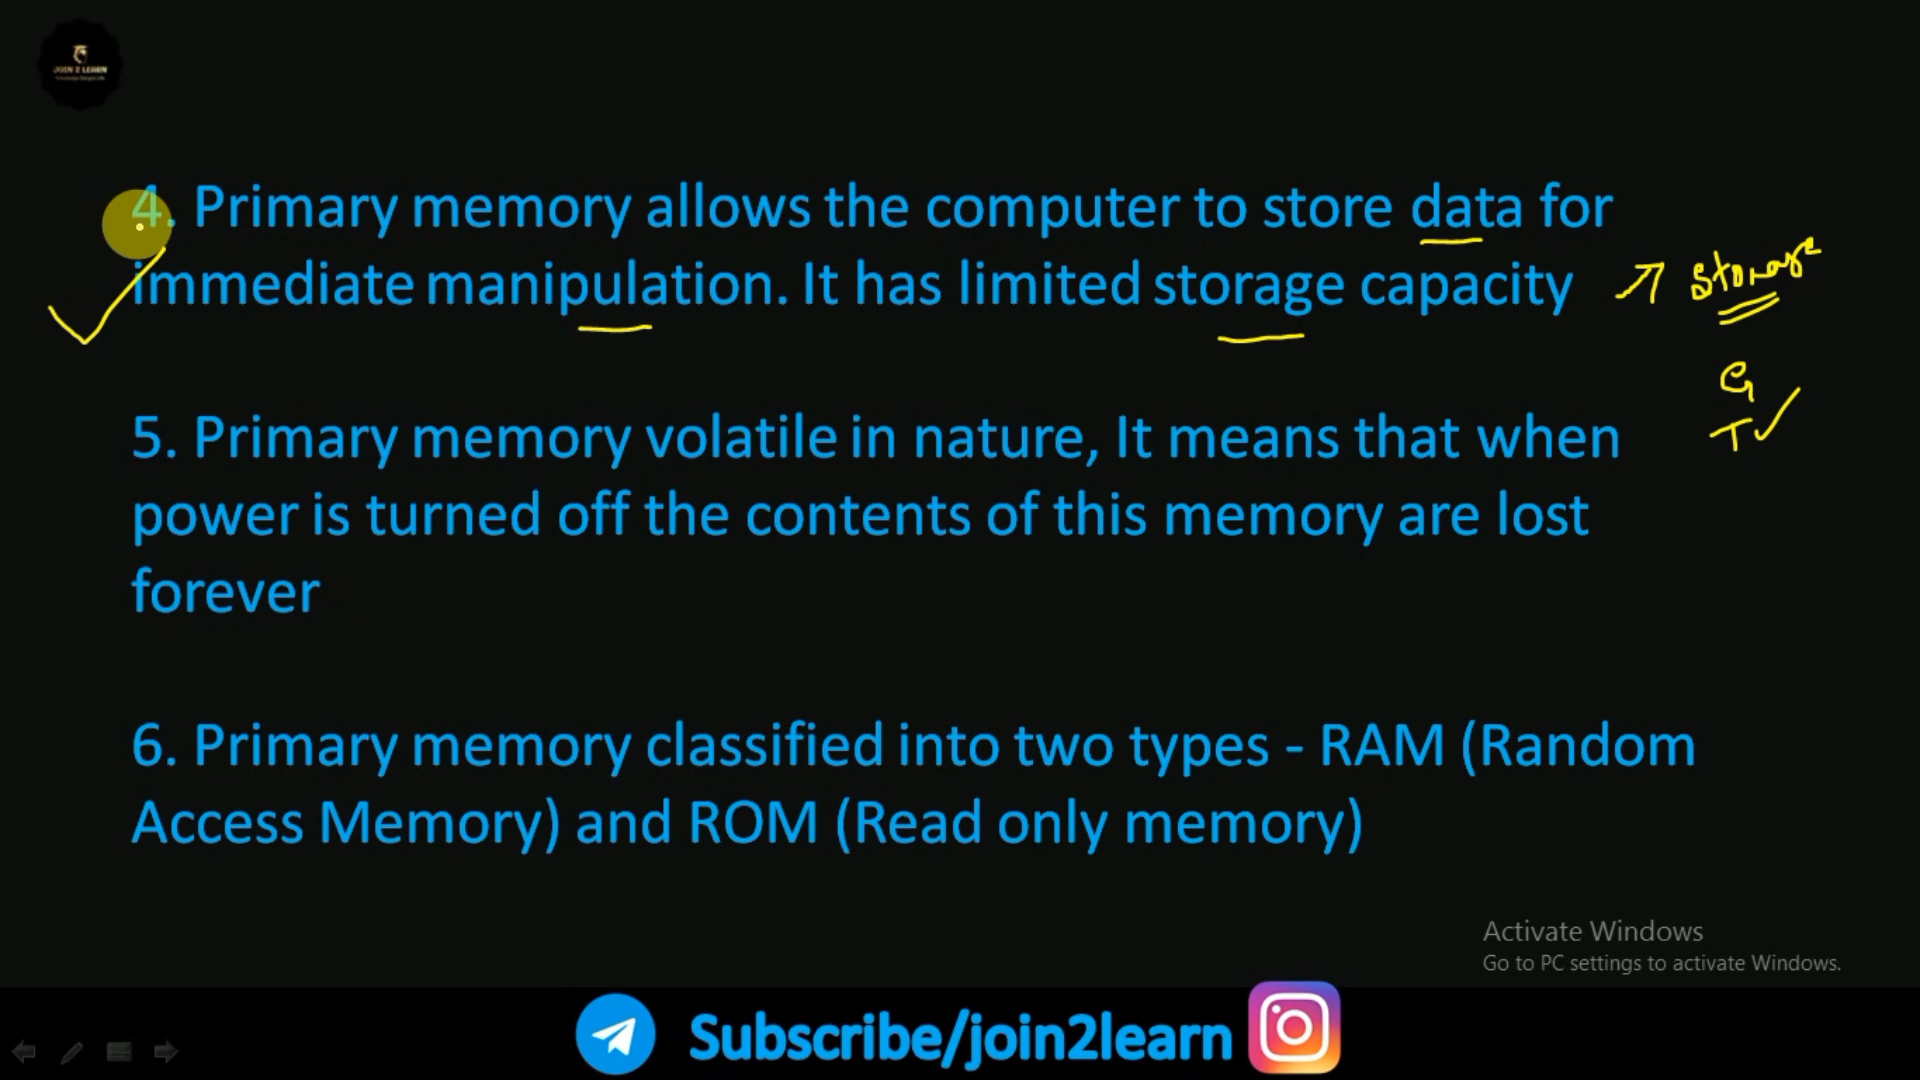 JOIN 2 LEARN
4. Primary memory allows the computer to store data for
immediate manipulation. It has limited storage capacity
Storage
G
T
5. Primary memory volatile in nature, It means that when
power is turned off the contents of this memory are lost
forever
6. Primary memory classified into two types - RAM (Random
Access Memory) and ROM (Read only memory)
Activate Windows
Go to PC settings to activate Windows.
Subscribe/join2learn